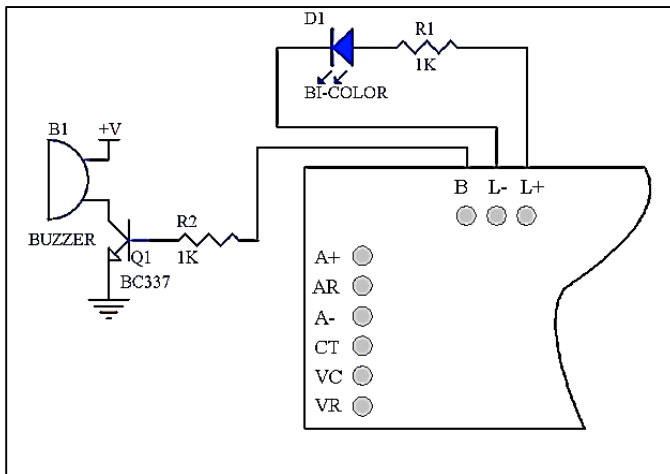 D1
R1
1K
BI-COLOR
B1
+V
BUZZER
R2
1K
Q1
BC337
B L- L+
A+
AR
A-
CT
VC
VR